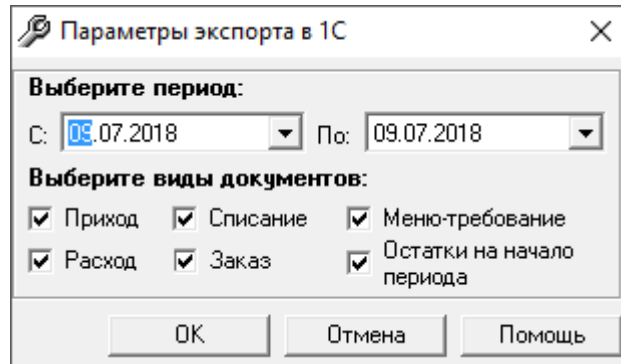 Параметры экспорта в 1С
Выберите период:
С: 09.07.2018 По: 09.07.2018
Выберите виды документов:
Приход Списание Меню-требование
Расход Заказ Остатки на начало
периода
ОК Отмена Помощь